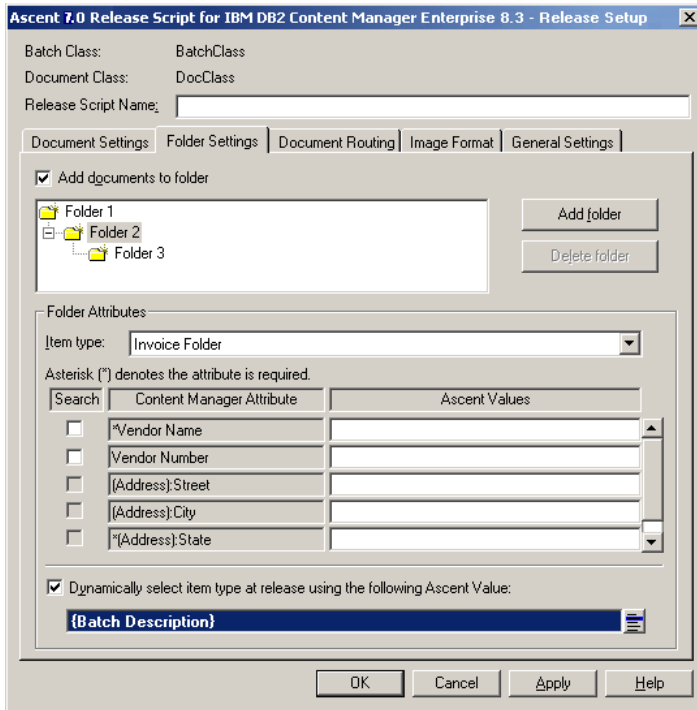 Ascent 7.0 Release Script for IBM DB2 Content Manager Enterprise 8.3 - Release Setup
Batch Class: BatchClass
Document Class: DocClass
Release Script Name:
Document Settings Folder Settings Document Routing Image Format General Settings
Add documents to folder
Folder 1
Folder 2
Folder 3
Add folder
Delete folder
Folder Attributes
Item type: Invoice Folder
Asterisk (*) denotes the attribute is required.
Search Content Manager Attribute Ascent Values
*Vendor Name
Vendor Number
(Address):Street
(Address):City
*(Address):State
Dynamically select item type at release using the following Ascent Value:
{Batch Description}
OK Cancel Apply Help